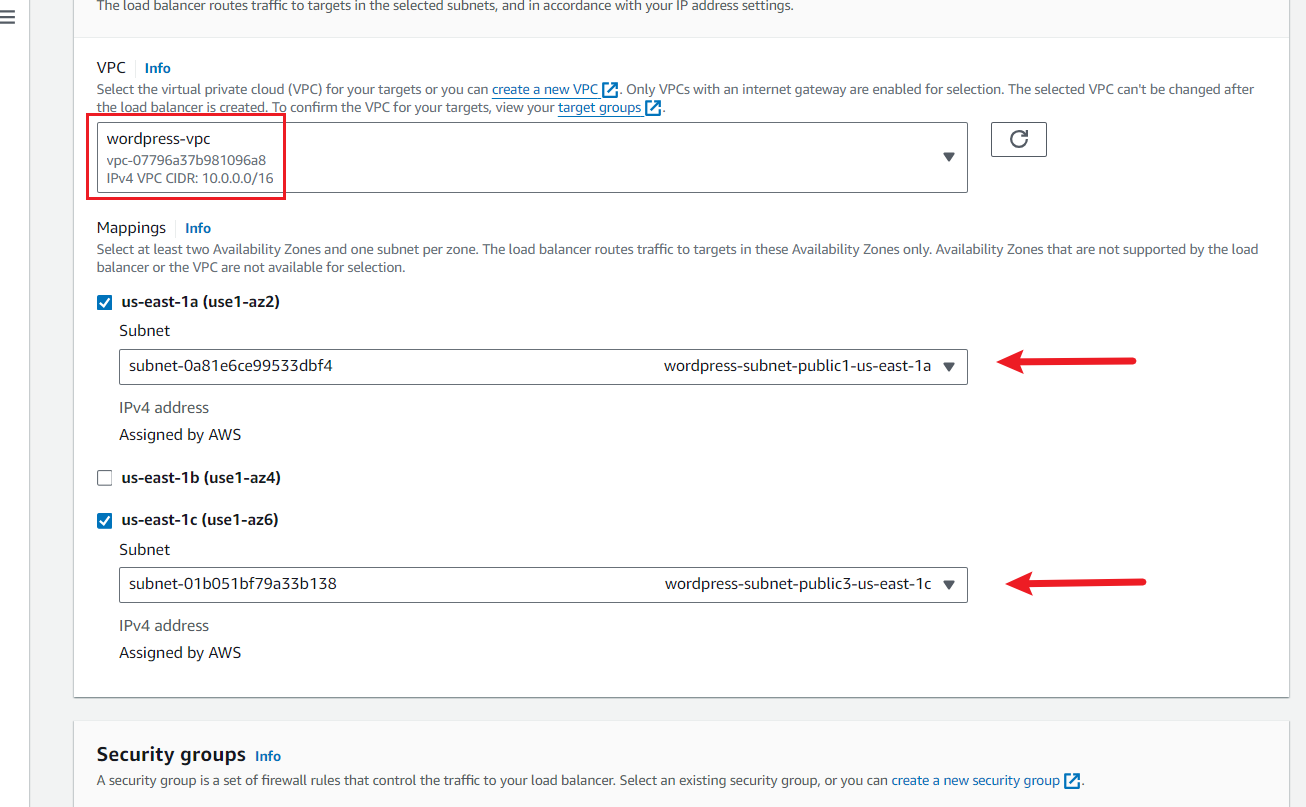 The load balancer routes traffic to targets in the selected subnets, and in accordance with your IP address settings.
VPC Info
Select the virtual private cloud (VPC) for your targets or you can create a new VPC. Only VPCs with an internet gateway are enabled for selection. The selected VPC can't be changed after
the load balancer is created. To confirm the VPC for your targets, view your target groups.
wordpress-vpc
vpc-07796a37b981096a8
IPv4 VPC CIDR: 10.0.0.0/16
Mappings Info
Select at least two Availability Zones and one subnet per zone. The load balancer routes traffic to targets in these Availability Zones only. Availability Zones that are not supported by the load
balancer or the VPC are not available for selection.
us-east-1a (use1-az2)
Subnet
subnet-0a81e6ce99533dbf4 wordpress-subnet-public1-us-east-1a
IPv4 address
Assigned by AWS
us-east-1b (use1-az4)
us-east-1c (use1-az6)
Subnet
subnet-01b051bf79a33b138 wordpress-subnet-public3-us-east-1c
IPv4 address
Assigned by AWS
Security groups Info
A security group is a set of firewall rules that control the traffic to your load balancer. Select an existing security group, or you can create a new security group.